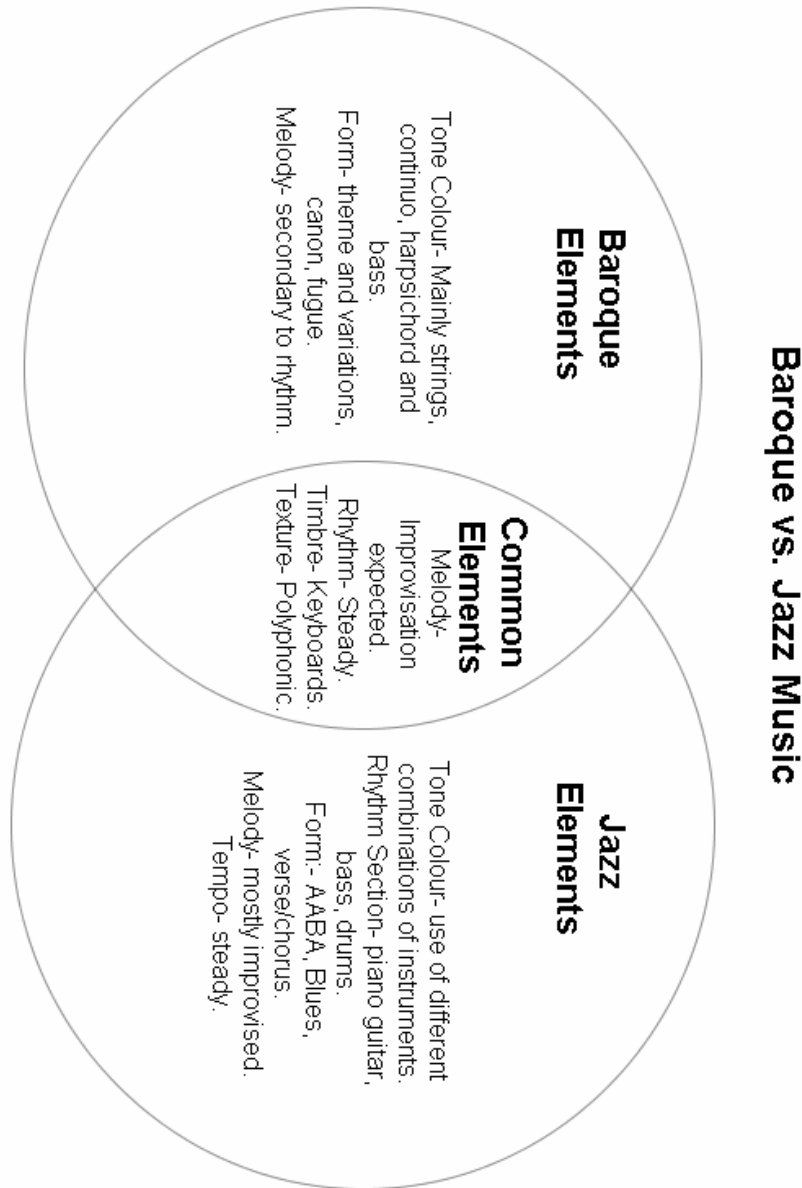 Baroque vs. Jazz Music
Baroque
Elements
Tone Colour- Mainly strings,
continuo, harpsichord and
bass.
Form- theme and variations,
canon, fugue.
Melody- secondary to rhythm.
Common
Elements
Melody-
Improvisation
expected.
Rhythm- Steady.
Timbre- Keyboards.
Texture- Polyphonic.
Jazz
Elements
Tone Colour- use of different
combinations of instruments.
Rhythm Section- piano guitar,
bass, drums.
Form:- AABA, Blues,
verse/chorus.
Melody- mostly improvised.
Tempo- steady.